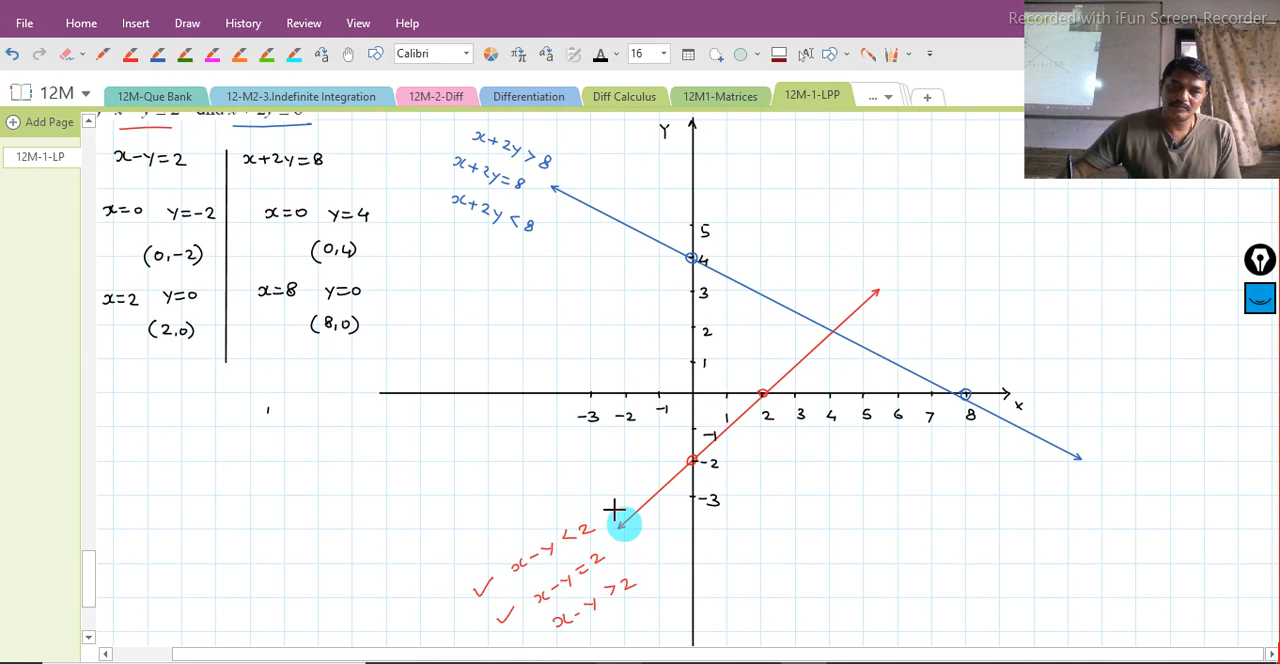 File Home Insert Draw History Review View Help
Recorded with iFun Screen Recorder
Calibri 16
12M 12M-Que Bank 12-M2-3.Indefinite Integration 12M-2-Diff Differentiation Diff Calculus 12M1-Matrices 12M-1-LPP ... +
Add Page
12M-1-LP
x-y=2 x+2y=8
x=0 y=-2 x=0 y=4
(0,-2) (0,4)
x=2 y=0 x=8 y=0
(2,0) (8,0)
x+2y>8
x+2y=8
x+2y<8
Y
5
4
3
2
1
-3 -2 -1 1 2 3 4 5 6 7 8 x
-1
-2
-3
✓ x-y<2
✓ x-y=2
x-y>2